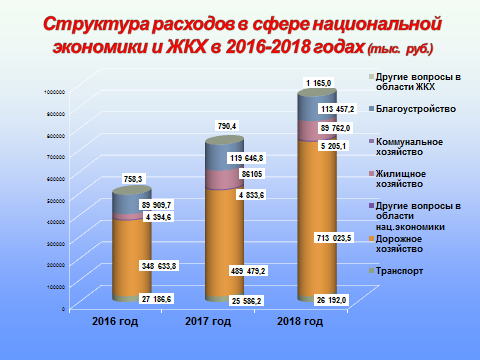 Структура расходов в сфере национальной
экономики и ЖКХ в 2016-2018 годах (тыс. руб.)
1000000
900000
800000
700000
600000
500000
400000
300000
200000
100000
0
758,3
89 909,7
4 394,6
348 633,8
27 186,6
790,4
119 646,8
86105
4 833,6
489 479,2
25 586,2
1 165,0
113 457,2
89 762,0
5 205,1
713 023,5
26 192,0
2016 год
2017 год
2018 год
Другие вопросы в
области ЖКХ
Благоустройство
Коммунальное
хозяйство
Жилищное
хозяйство
Другие вопросы в
области
нац.экономики
Дорожное
хозяйство
Транспорт